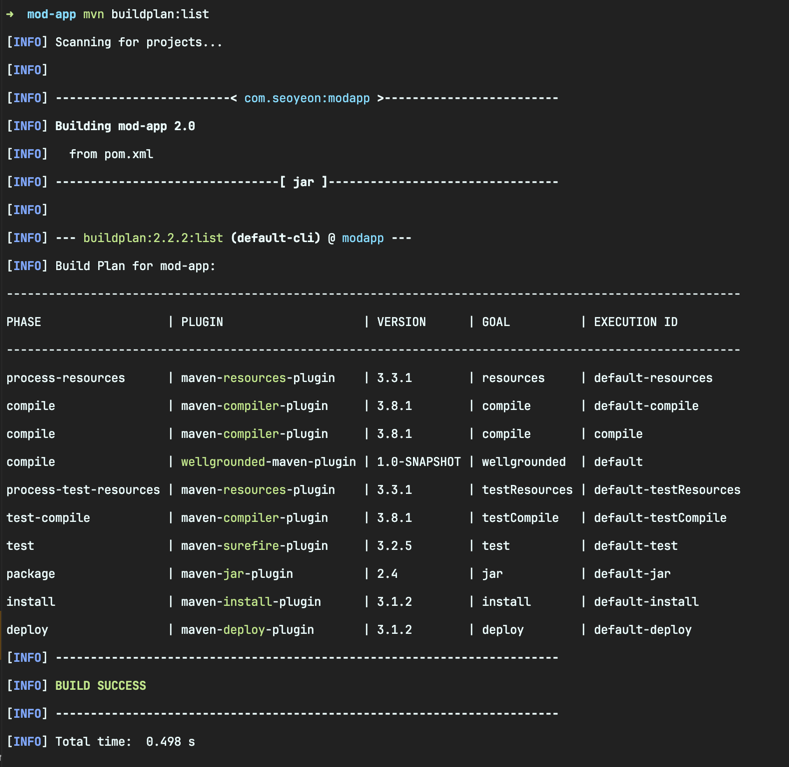 → mod-app mvn buildplan:list
[INFO] Scanning for projects...
[INFO]
[INFO] -------------------------< com.seoyeon:modapp >-------------------------
[INFO] Building mod-app 2.0
[INFO]   from pom.xml
[INFO] --------------------------------[ jar ]---------------------------------
[INFO]
[INFO] --- buildplan:2.2.2:list (default-cli) @ modapp ---
[INFO] Build Plan for mod-app:
---------------------------------------------------------------------------------------------------------
PHASE                  | PLUGIN                    | VERSION      | GOAL          | EXECUTION ID
---------------------------------------------------------------------------------------------------------
process-resources      | maven-resources-plugin    | 3.3.1        | resources     | default-resources
compile                | maven-compiler-plugin     | 3.8.1        | compile       | default-compile
compile                | maven-compiler-plugin     | 3.8.1        | compile       | compile
compile                | wellgrounded-maven-plugin | 1.0-SNAPSHOT | wellgrounded  | default
process-test-resources | maven-resources-plugin    | 3.3.1        | testResources | default-testResources
test-compile           | maven-compiler-plugin     | 3.8.1        | testCompile   | default-testCompile
test                   | maven-surefire-plugin     | 3.2.5        | test          | default-test
package                | maven-jar-plugin          | 2.4          | jar           | default-jar
install                | maven-install-plugin      | 3.1.2        | install       | default-install
deploy                 | maven-deploy-plugin       | 3.1.2        | deploy        | default-deploy
[INFO] ------------------------------------------------------------------------
[INFO] BUILD SUCCESS
[INFO] ------------------------------------------------------------------------
[INFO] Total time:  0.498 s